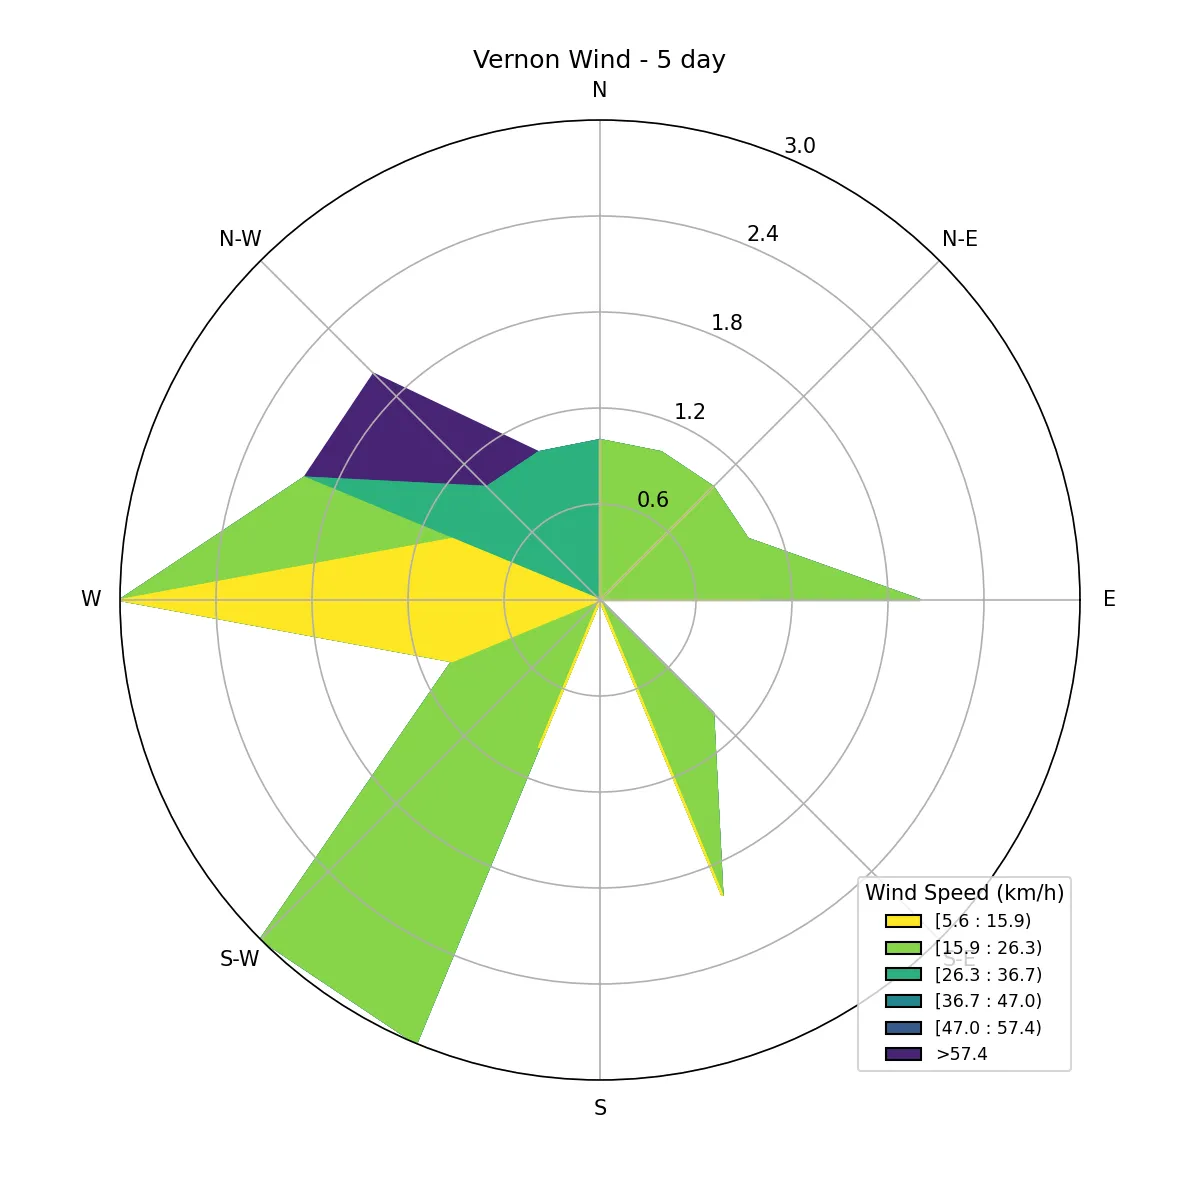 Vernon Wind - 5 day
N
3.0
N-W
N-E
2.4
1.8
1.2
0.6
W
E
S-W
S-E
Wind Speed (km/h)
[5.6 : 15.9)
[15.9 : 26.3)
[26.3 : 36.7)
[36.7 : 47.0)
[47.0 : 57.4)
>57.4
S